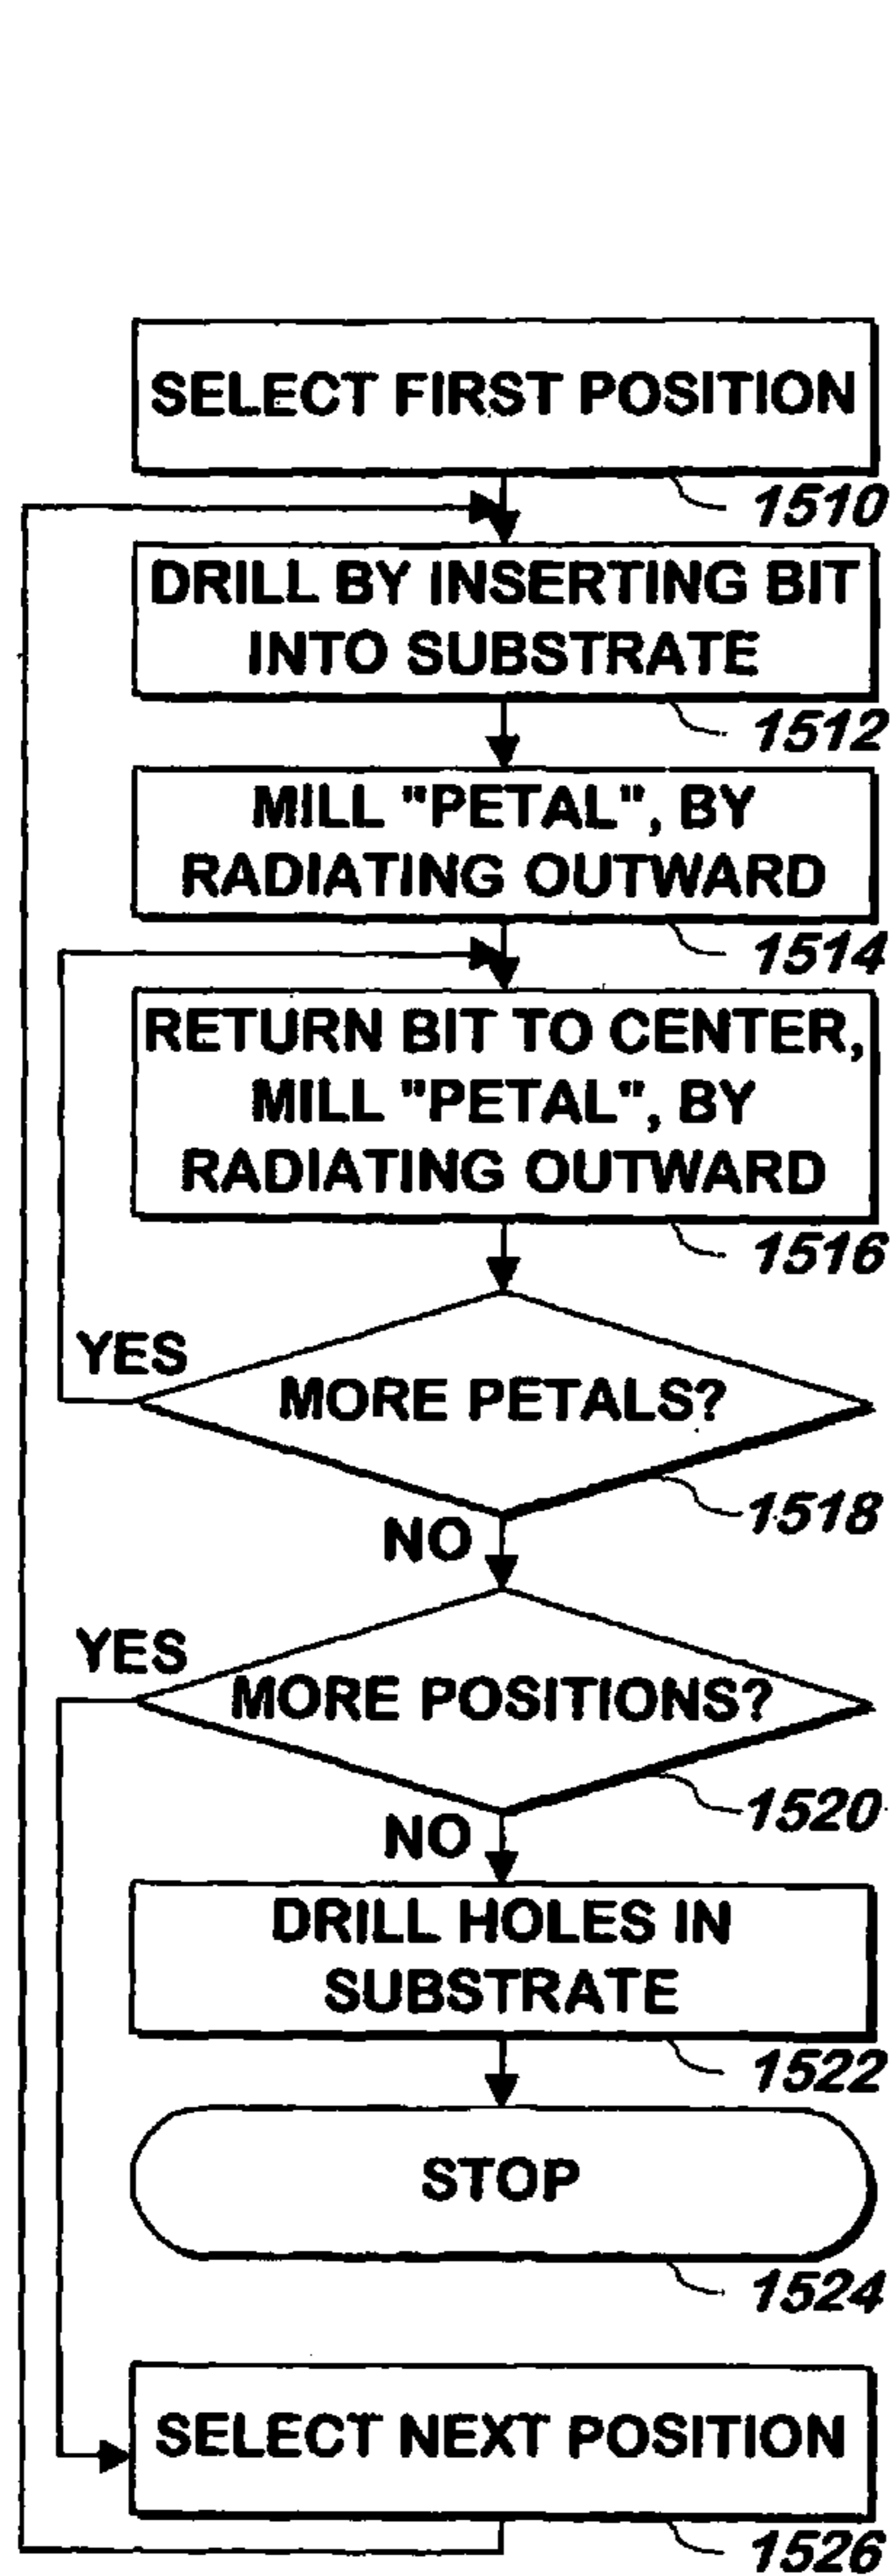 SELECT FIRST POSITION
1510
DRILL BY INSERTING BIT
INTO SUBSTRATE
1512
MILL "PETAL", BY
RADIATING OUTWARD
1514
RETURN BIT TO CENTER,
MILL "PETAL", BY
RADIATING OUTWARD
1516
YES
MORE PETALS?
1518
NO
YES
MORE POSITIONS?
1520
NO
DRILL HOLES IN
SUBSTRATE
1522
STOP
1524
SELECT NEXT POSITION
1526